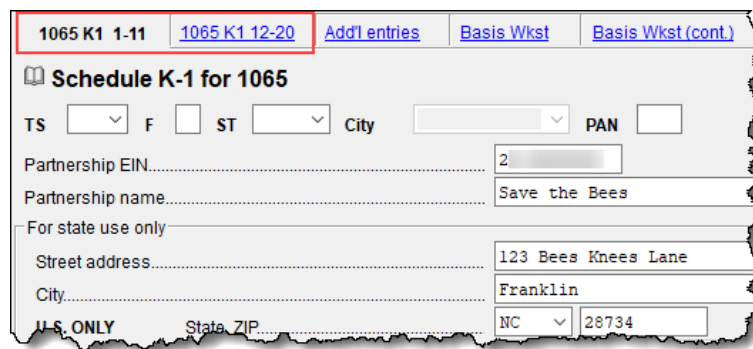 1065 K1 1-11 1065 K1 12-20 Add'l entries Basis Wkst Basis Wkst (cont.)
Schedule K-1 for 1065
TS F ST City PAN
Partnership EIN 2
Partnership name Save the Bees
For state use only
Street address 123 Bees Knees Lane
City Franklin
U.S. ONLY State, ZIP NC 28734